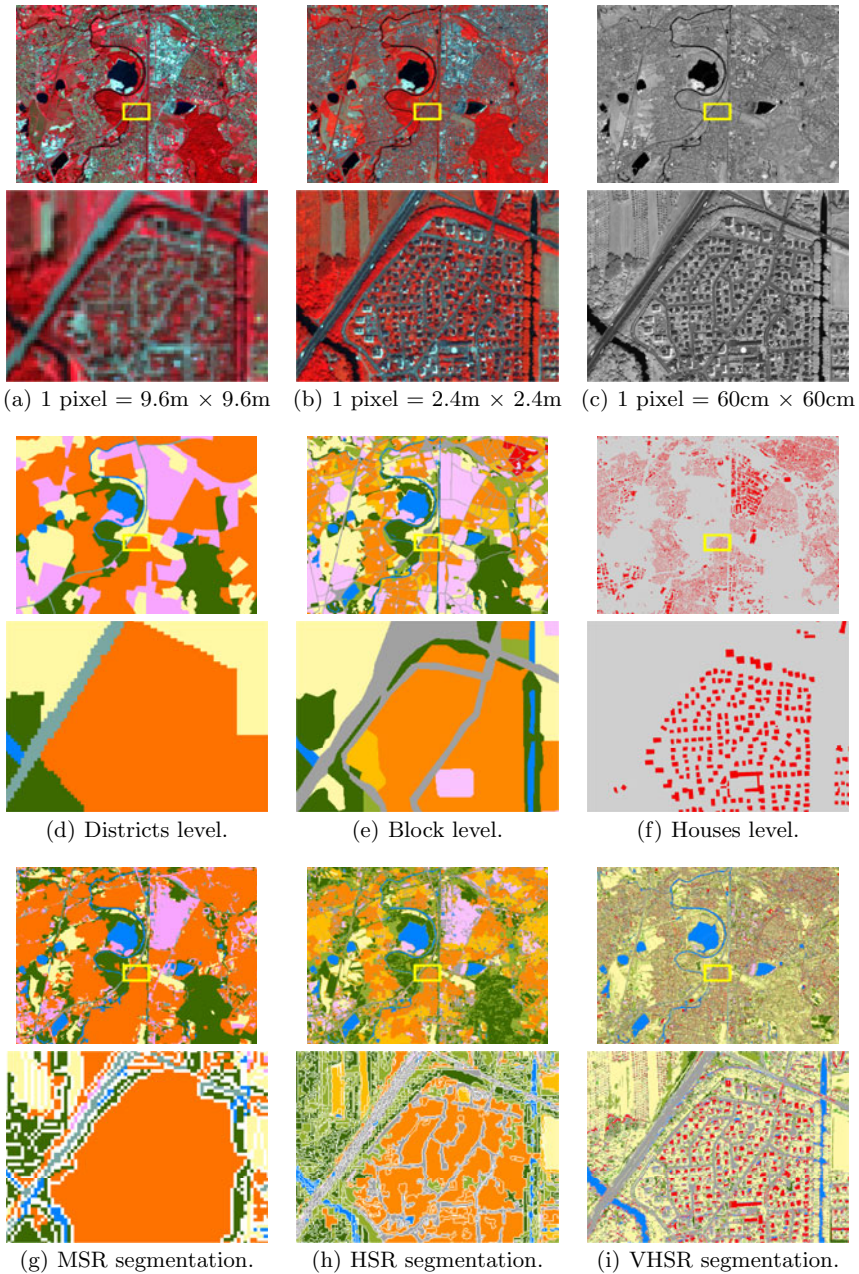 (a) 1 pixel = 9.6m × 9.6m
(b) 1 pixel = 2.4m × 2.4m
(c) 1 pixel = 60cm × 60cm
(d) Districts level.
(e) Block level.
(f) Houses level.
(g) MSR segmentation.
(h) HSR segmentation.
(i) VHSR segmentation.